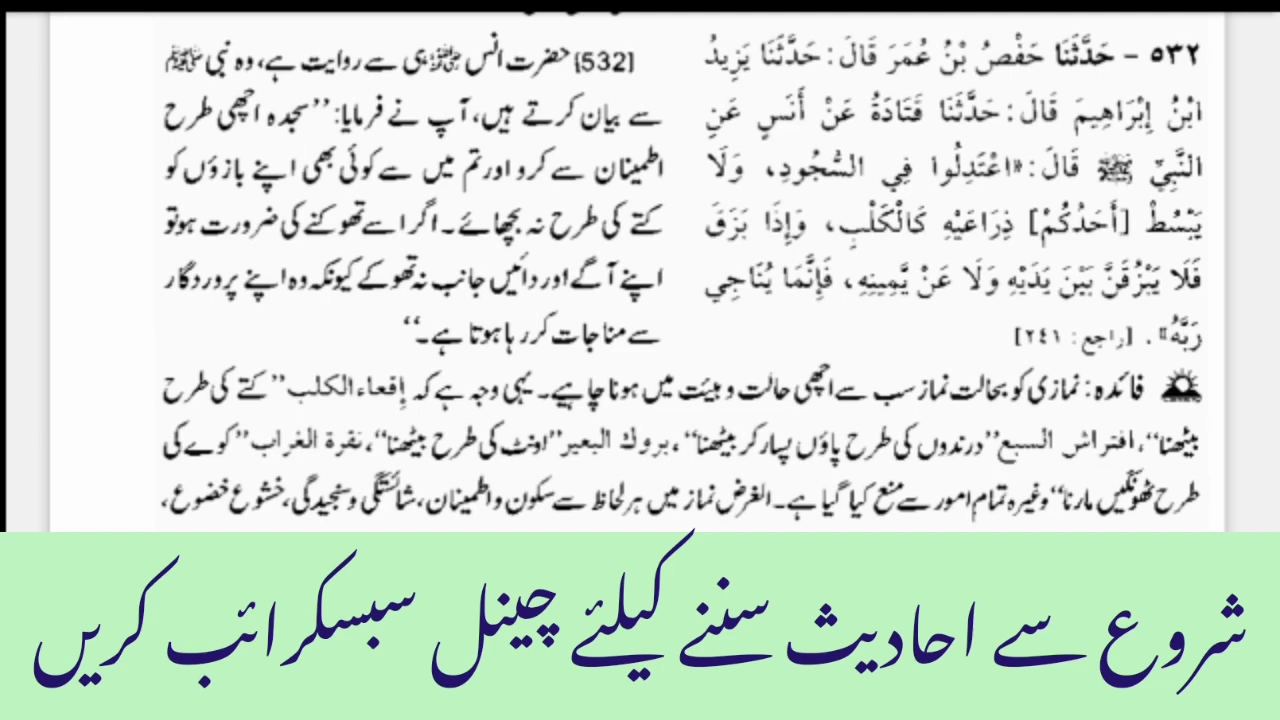 ٥٣٢ - حَدَّثَنَا حَفْصُ بْنُ عُمَرَ قَالَ: حَدَّثَنَا يَزِيدُ
ابْنُ إِبْرَاهِيمَ قَالَ: حَدَّثَنَا قَتَادَةُ عَنْ أَنَسٍ عَنِ
النَّبِيِّ ﷺ قَالَ: «اعْتَدِلُوا فِي السُّجُودِ، وَلَا
يَبْسُطْ [أَحَدُكُمْ] ذِرَاعَيْهِ كَالْكَلْبِ، وَإِذَا بَزَقَ
فَلَا يَبْزُقَنَّ بَيْنَ يَدَيْهِ وَلَا عَنْ يَّمِينِهِ، فَإِنَّمَا يُنَاجِي
رَبَّهُ». [راجع: ٢٤١]
[532] حضرت انس ؓ ہی سے روایت ہے، وہ نبی ﷺ
سے بیان کرتے ہیں، آپ نے فرمایا: ’’سجدہ اچھی طرح
اطمینان سے کرو اور تم میں سے کوئی بھی اپنے بازؤں کو
کتے کی طرح نہ بچھائے۔ اگر اسے تھوکنے کی ضرورت ہو تو
اپنے آگے اور دائیں جانب نہ تھوکے کیونکہ وہ اپنے پروردگار
سے مناجات کر رہا ہوتا ہے۔‘‘
فائدہ: نمازی کو بحالت نماز سب سے اچھی حالت و ہیئت میں ہونا چاہیے۔ یہی وجہ ہے کہ إقعاء الكلب ’’کتے کی طرح
بیٹھنا‘‘، افتراش السبع ’’درندوں کی طرح پاؤں پسار کر بیٹھنا‘‘، بروك البعير ’’اونٹ کی طرح بیٹھنا‘‘، نقرة الغراب ’’کوے کی
طرح ٹھونگیں مارنا‘‘ وغیرہ تمام امور سے منع کیا گیا ہے۔ الغرض نماز میں ہر لحاظ سے سکون و اطمینان، شائستگی و سنجیدگی، خشوع خضوع،
شروع سے احادیث سننے کیلئے چینل سبسکرائب کریں